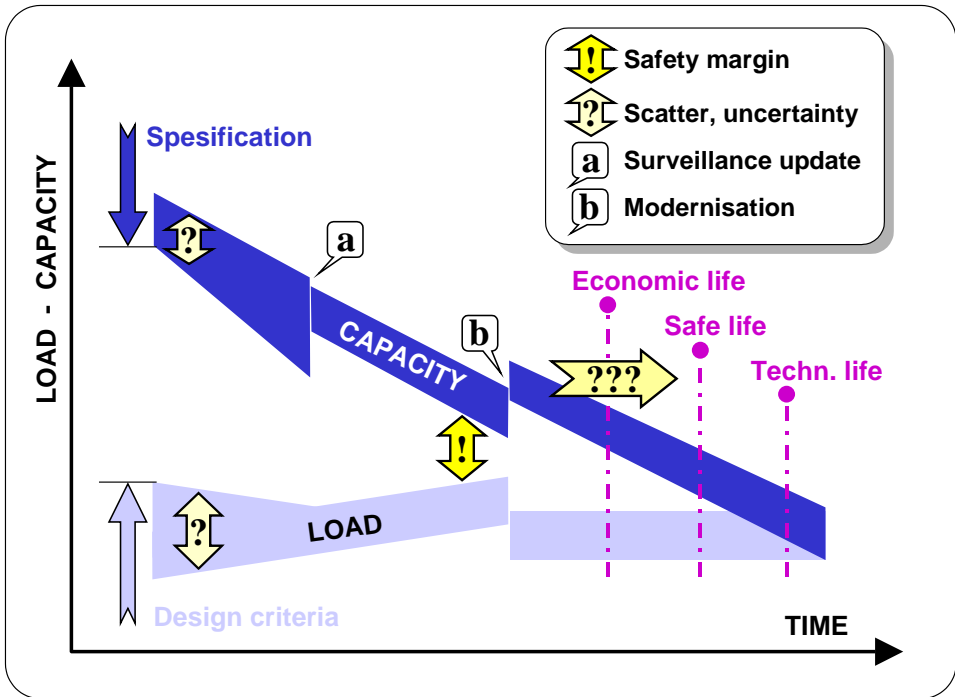 !
Safety margin
?
Scatter, uncertainty
a
Surveillance update
b
Modernisation
Spesification
?
a
LOAD - CAPACITY
CAPACITY
b
Economic life
Safe life
Techn. life
???
!
?
LOAD
Design criteria
TIME